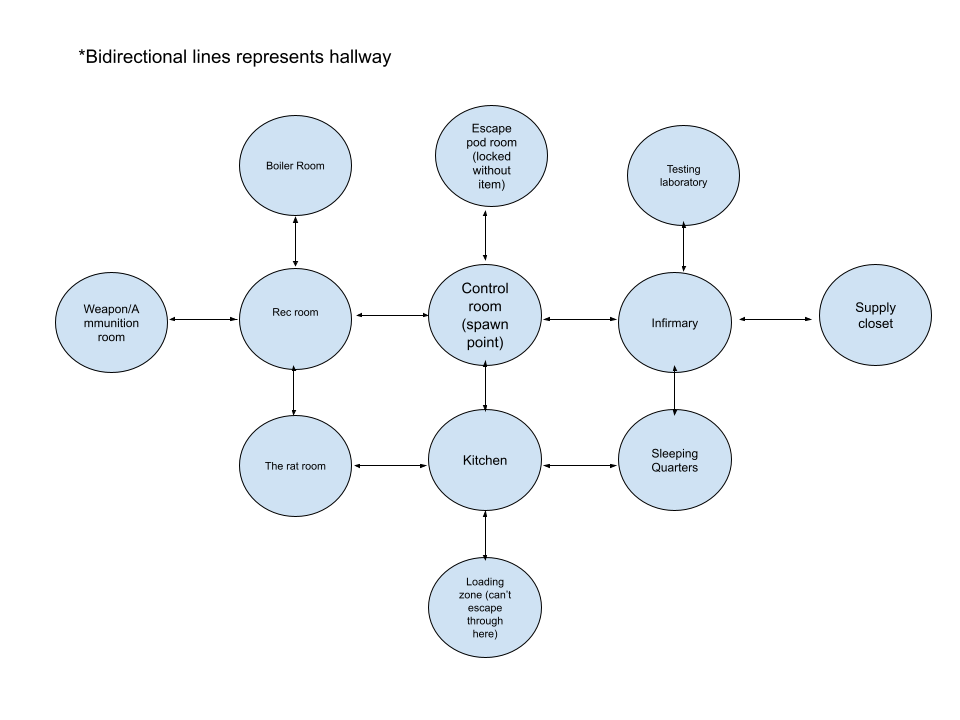 *Bidirectional lines represents hallway
Boiler Room
Escape
pod room
(locked
without
item)
Testing
laboratory
Weapon/A
mmunition
room
Rec room
Control
room
(spawn
point)
Infirmary
Supply
closet
The rat room
Kitchen
Sleeping
Quarters
Loading
zone (can't
escape
through
here)